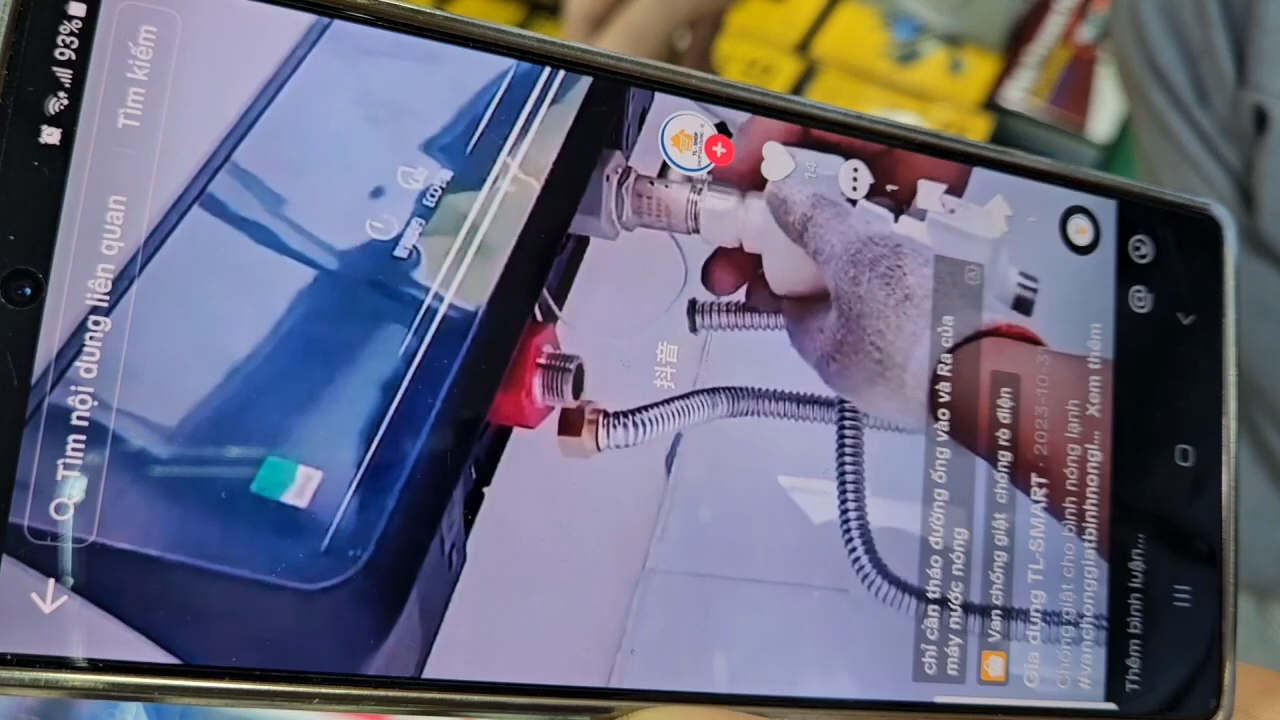 93%
Tìm nội dung liên quan
Tìm kiếm
抖音
14
1
1
chỉ cần tháo đường ống vào và Ra của
máy nước nóng
Van chống giật chống rò điện
Gia dụng TL-SMART · 2023-10-31
Chống giật cho bình nóng lạnh
#vanchonggiatbinhnongl... Xem thêm
Thêm bình luận...
@